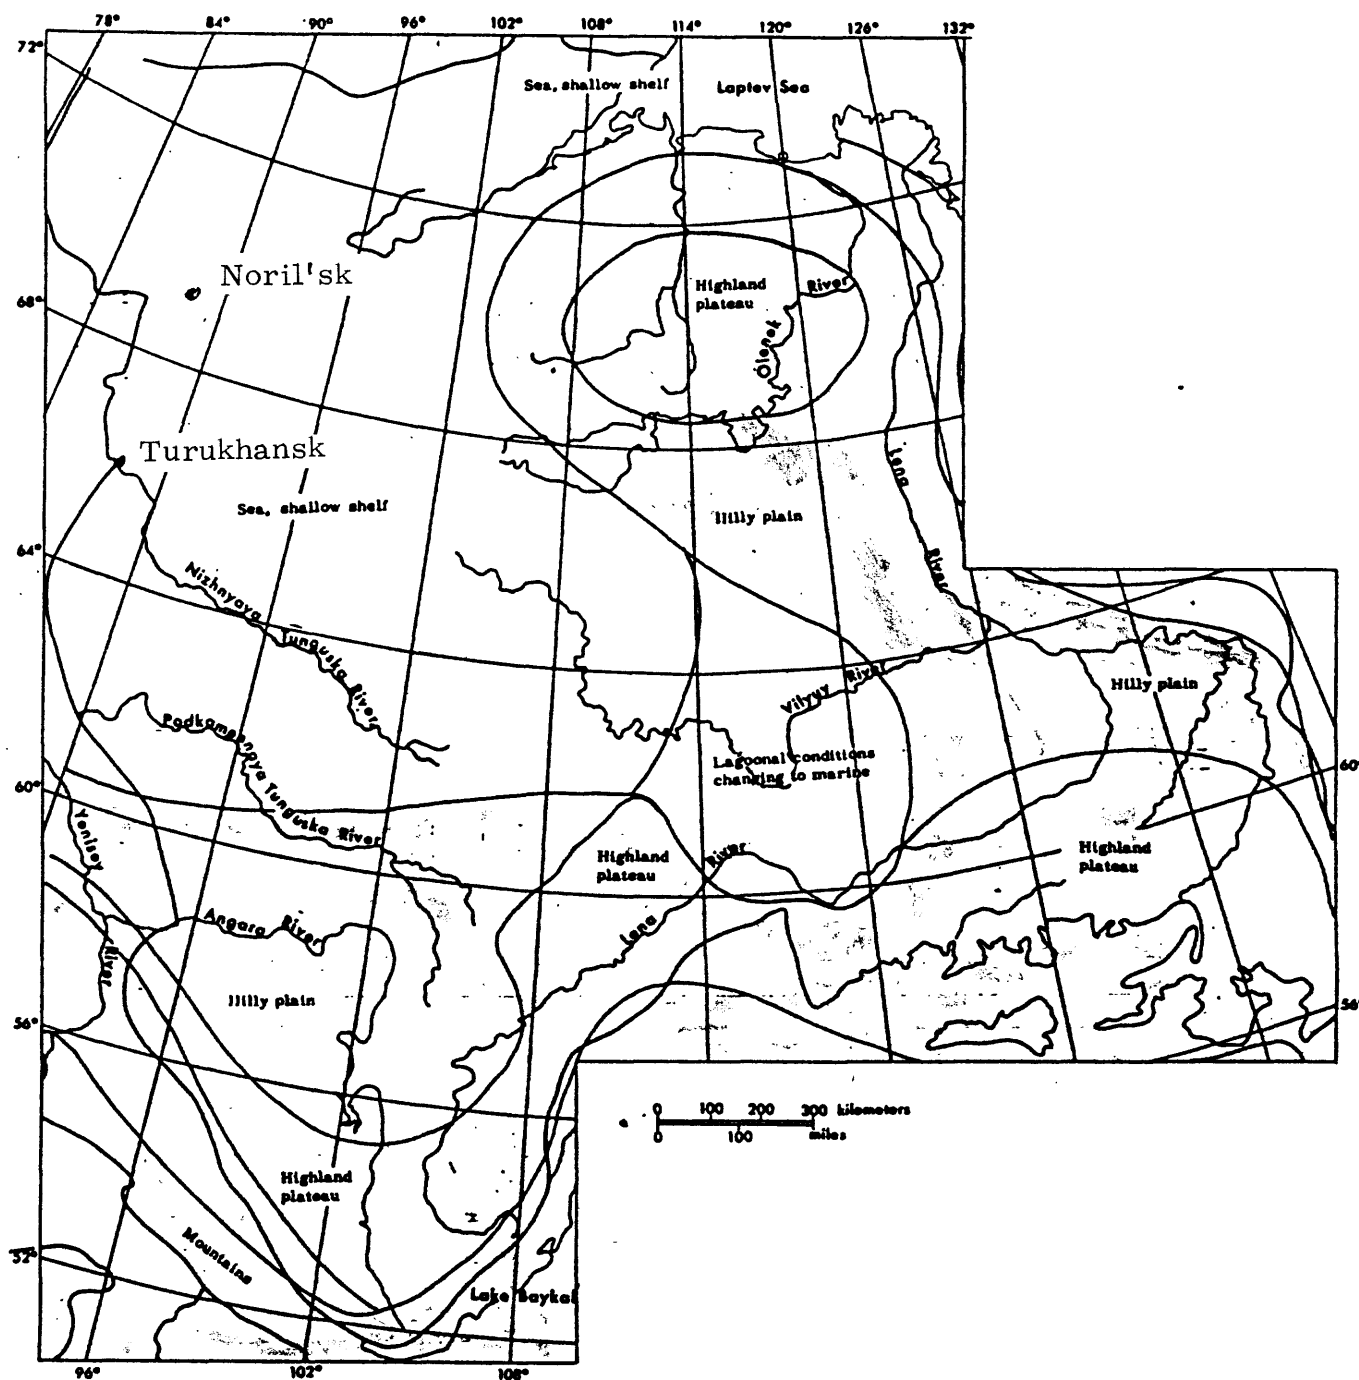 78° 84° 90° 96° 102° 108° 114° 120° 126° 132°
72°
Sea, shallow shelf
Laptev Sea
Noril'sk
68°
Highland
plateau
River
Olenek
Turukhansk
Lena
Sea, shallow shelf
Hilly plain
River
64°
Nizhnyaya
Tunguska River
Vilyuy River
Hilly plain
Podkamennaya Tunguska River
Lagoonal conditions
changing to marine
60°
60°
Yenisey
Highland
plateau
River
Highland
plateau
Angara River
Lena
River
Hilly plain
56°
56°
0 100 200 300 kilometers
0 100 miles
Highland
plateau
Mountains
52°
Lake Baykal
96° 102° 108°